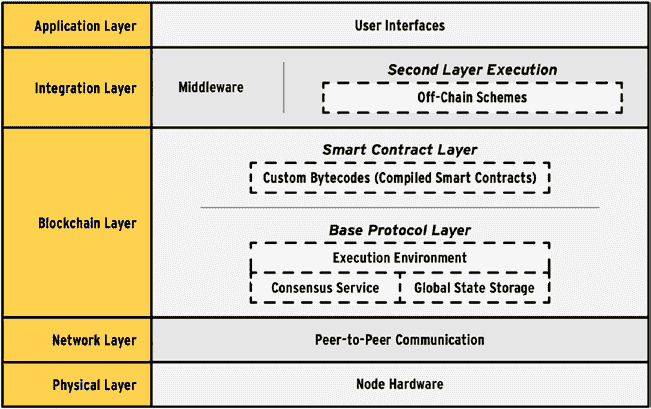 Application Layer
User Interfaces
Integration Layer
Middleware
Second Layer Execution
Off-Chain Schemes
Blockchain Layer
Smart Contract Layer
Custom Bytecodes (Compiled Smart Contracts)
Base Protocol Layer
Execution Environment
Consensus Service
Global State Storage
Network Layer
Peer-to-Peer Communication
Physical Layer
Node Hardware